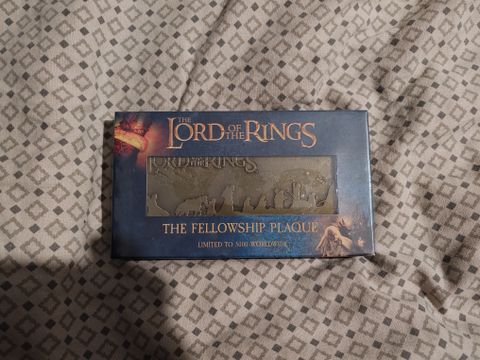 THE
LORD OF THE RINGS
LORD OF THE RINGS
THE FELLOWSHIP PLAQUE
LIMITED TO 5000 WORLDWIDE